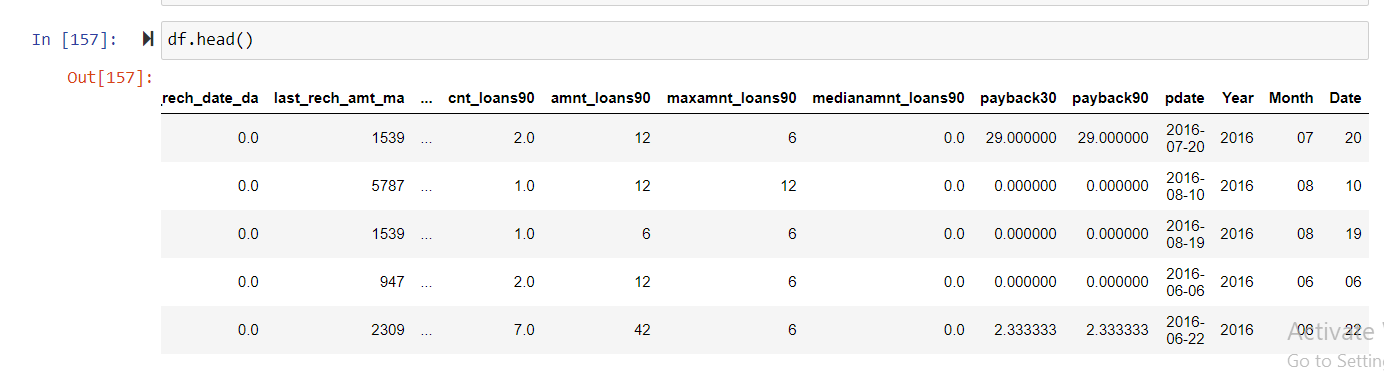 In [157]: df.head()
Out[157]:
_rech_date_da last_rech_amt_ma ... cnt_loans90 amnt_loans90 maxamnt_loans90 medianamnt_loans90 payback30 payback90 pdate Year Month Date
0.0 1539 ... 2.0 12 6 0.0 29.000000 29.000000 2016-07-20 2016 07 20
0.0 5787 ... 1.0 12 12 0.0 0.000000 0.000000 2016-08-10 2016 08 10
0.0 1539 ... 1.0 6 6 0.0 0.000000 0.000000 2016-08-19 2016 08 19
0.0 947 ... 2.0 12 6 0.0 0.000000 0.000000 2016-06-06 2016 06 06
0.0 2309 ... 7.0 42 6 0.0 2.333333 2.333333 2016-06-22 2016 06 22
Activate
Go to Settin